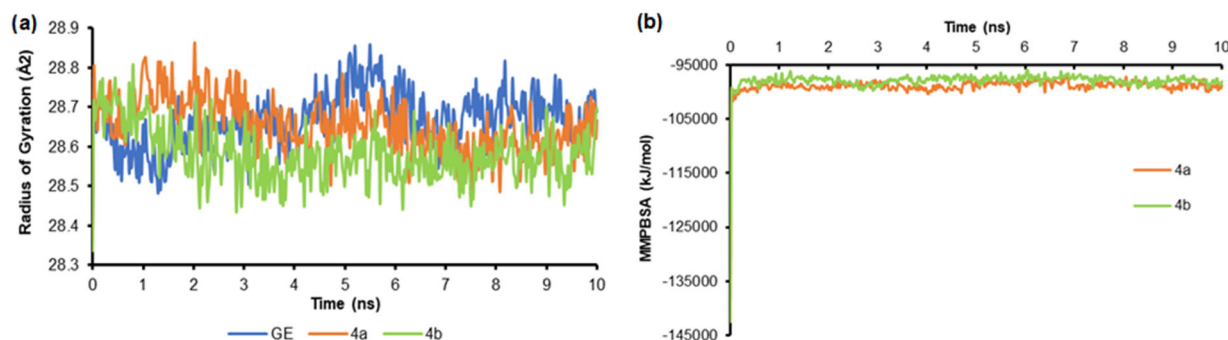 (a)
28.9
28.8
28.7
28.6
28.5
28.4
28.3
Radius of Gyration (Å2)
0 1 2 3 4 5 6 7 8 9 10
Time (ns)
GE 4a 4b
(b)
Time (ns)
0 1 2 3 4 5 6 7 8 9 10
-95000
-105000
-115000
-125000
-135000
-145000
MMPBSA (kJ/mol)
4a
4b